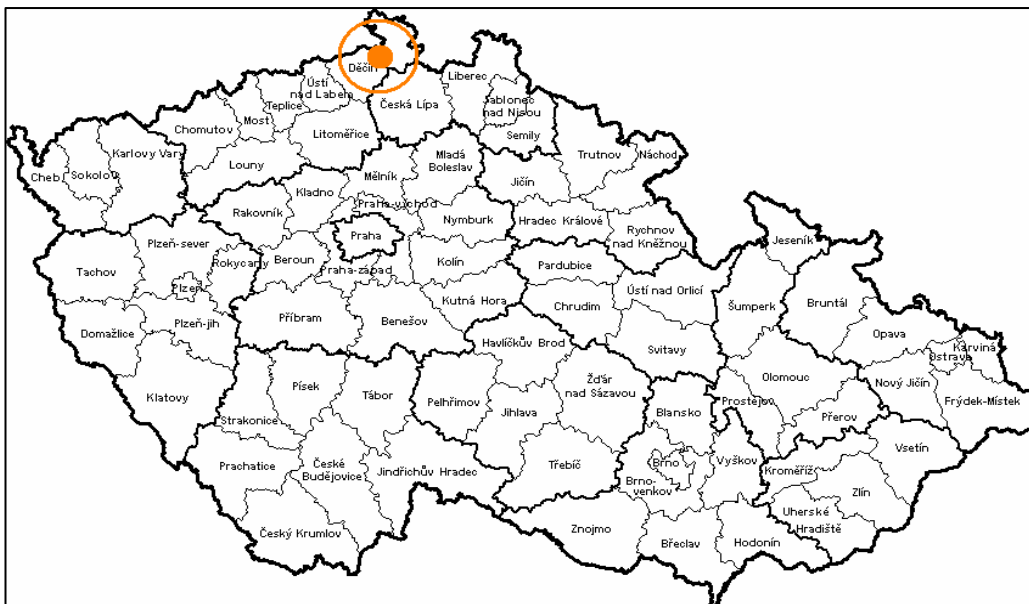 Děčín
Liberec
Ústí
nad Labem
Teplice
Česká Lípa
Jablonec
nad Nisou
Most
Chomutov
Litoměřice
Semily
Karlovy Vary
Louny
Mladá
Boleslav
Trutnov
Náchod
Cheb
Sokolov
Mělník
Jičín
Kladno
Praha-východ
Rakovník
Nymburk
Hradec Králové
Rychnov
nad Kněžnou
Praha
Plzeň-sever
Jeseník
Rokycany
Beroun
Praha-západ
Kolín
Pardubice
Tachov
Plzeň
Ústí nad Orlicí
Kutná Hora
Chrudim
Šumperk
Bruntál
Příbram
Benešov
Plzeň-jih
Domažlice
Opava
Havlíčkův Brod
Svitavy
Karviná
Ostrava
Olomouc
Nový Jičín
Žďár
nad Sázavou
Písek
Tábor
Klatovy
Pelhřimov
Jihlava
Frýdek-Místek
Prostějov
Přerov
Strakonice
Blansko
Vsetín
Prachatice
České
Budějovice
Jindřichův Hradec
Třebíč
Brno
Vyškov
Kroměříž
Brno-
venkov
Zlín
Uherské
Hradiště
Český Krumlov
Znojmo
Břeclav
Hodonín